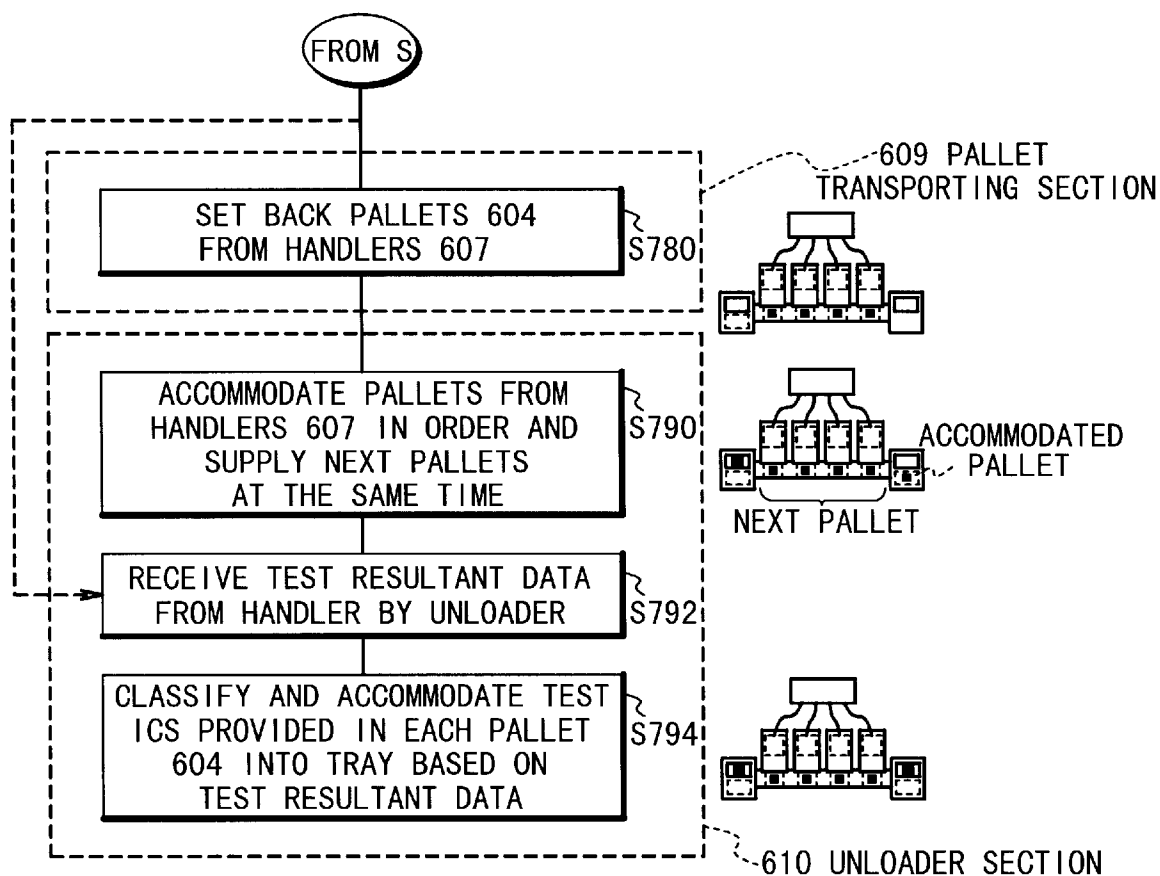 FROM S
609 PALLET
TRANSPORTING SECTION
SET BACK PALLETS 604
FROM HANDLERS 607
S780
ACCOMMODATE PALLETS FROM
HANDLERS 607 IN ORDER AND
SUPPLY NEXT PALLETS
AT THE SAME TIME
S790
ACCOMMODATED
PALLET
NEXT PALLET
RECEIVE TEST RESULTANT DATA
FROM HANDLER BY UNLOADER
S792
CLASSIFY AND ACCOMMODATE TEST
ICS PROVIDED IN EACH PALLET
604 INTO TRAY BASED ON
TEST RESULTANT DATA
S794
610 UNLOADER SECTION